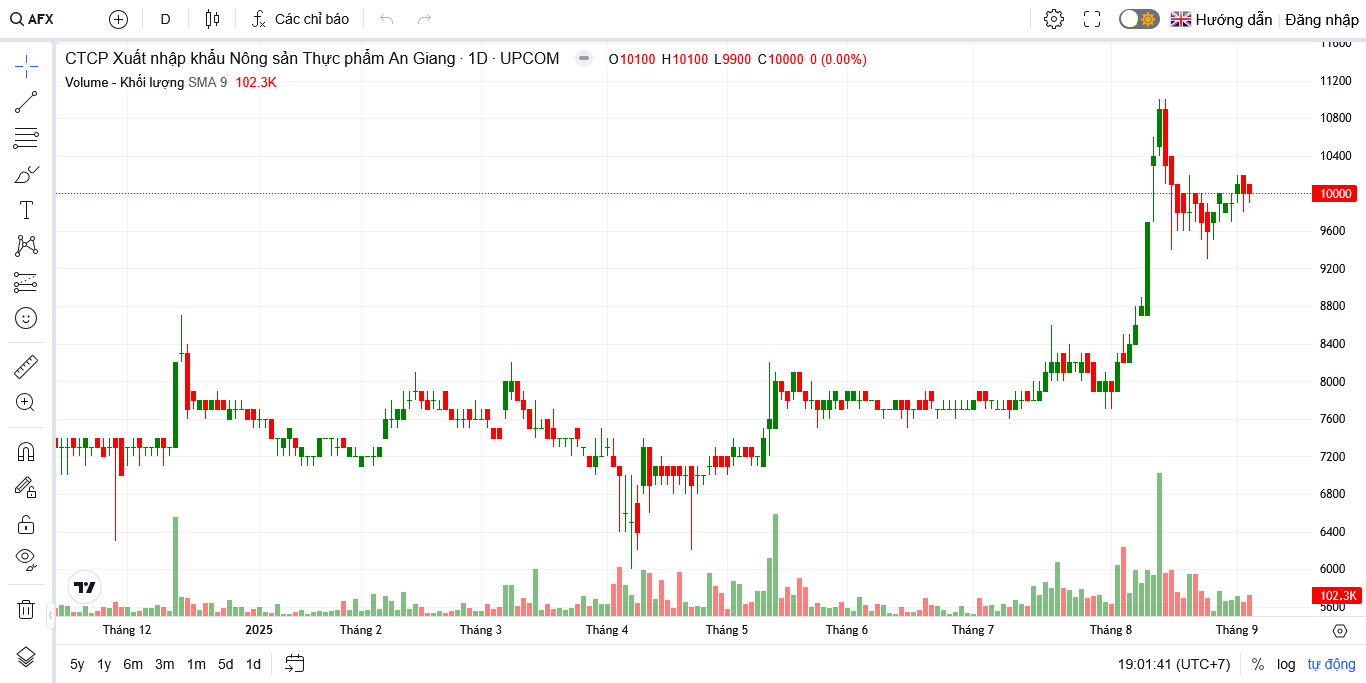 AFX D Các chỉ báo Hướng dẫn Đăng nhập
CTCP Xuất nhập khẩu Nông sản Thực phẩm An Giang · 1D · UPCOM O10100 H10100 L9900 C10000 0 (0.00%)
Volume - Khối lượng SMA 9 102.3K
11600
11200
10800
10400
10000
9600
9200
8800
8400
8000
7600
7200
6800
6400
6000
102.3K
5600
Tháng 12 2025 Tháng 2 Tháng 3 Tháng 4 Tháng 5 Tháng 6 Tháng 7 Tháng 8 Tháng 9
5y 1y 6m 3m 1m 5d 1d 19:01:41 (UTC+7) % log tự động